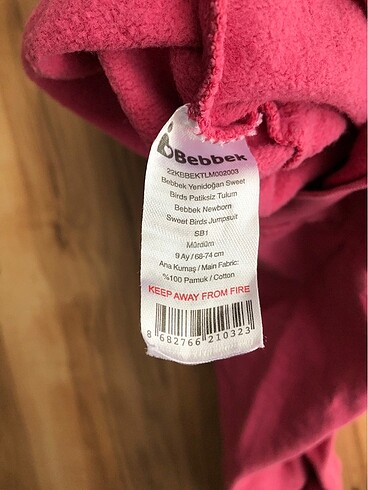 Bebbek
22KBBEKTLM002003
Bebbek Yenidoğan Sweet
Birds Patiksiz Tulum
Bebbek Newborn
Sweet Birds Jumpsuit
SB1
Mürdüm
9 Ay / 68-74 cm
Ana Kumaş / Main Fabric:
%100 Pamuk / Cotton
KEEP AWAY FROM FIRE
8 682766 210323